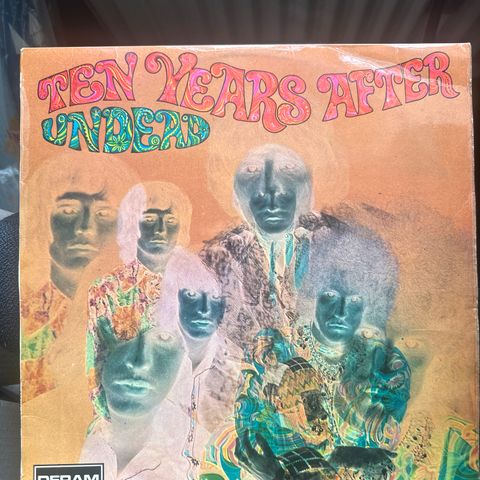 TEN YEARS AFTER
UNDEAD
DERAM